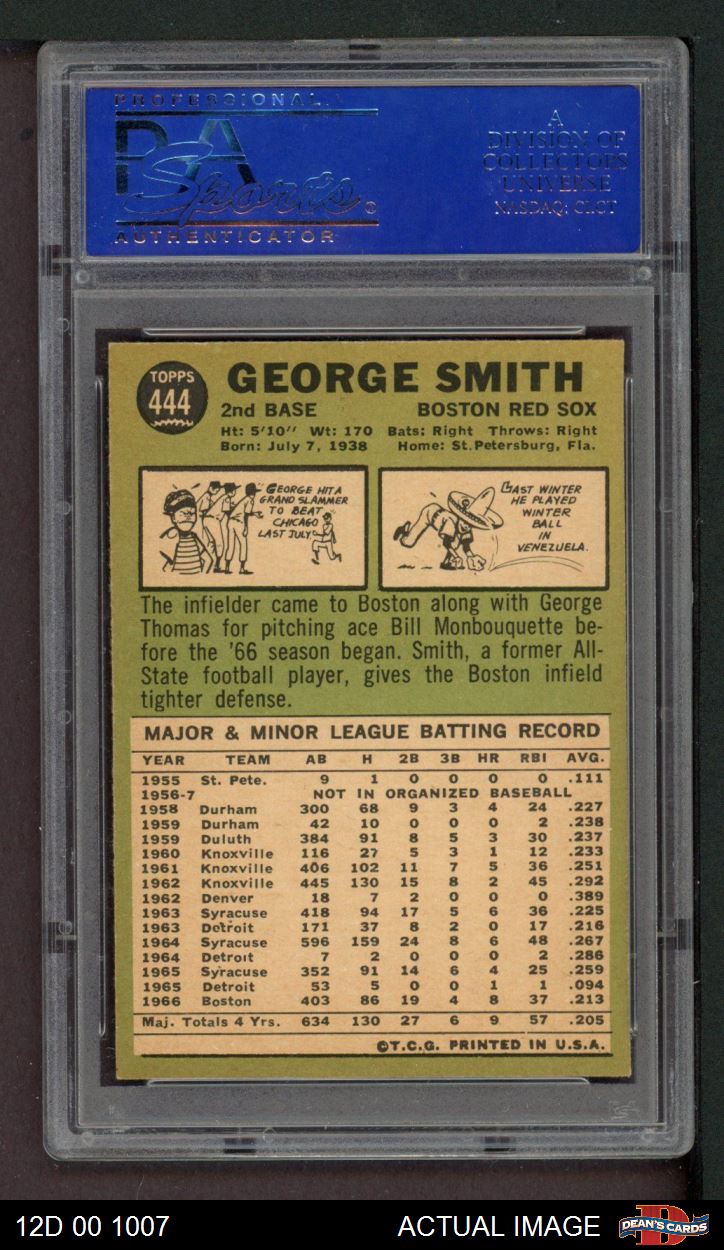 PROFESSIONAL
PSA
Sports
AUTHENTICATOR
A
DIVISION OF
COLLECTORS
UNIVERSE
NASDAQ: CLCT
TOPPS
444
GEORGE SMITH
2nd BASE BOSTON RED SOX
Ht: 5'10" Wt: 170 Bats: Right Throws: Right
Born: July 7, 1938 Home: St.Petersburg, Fla.
GEORGE HIT A
GRAND SLAMMER
TO BEAT
CHICAGO
LAST JULY
LAST WINTER
HE PLAYED
WINTER
BALL
IN
VENEZUELA.
The infielder came to Boston along with George
Thomas for pitching ace Bill Monbouquette be-
fore the '66 season began. Smith, a former All-
State football player, gives the Boston infield
tighter defense.
MAJOR & MINOR LEAGUE BATTING RECORD
YEAR TEAM AB H 2B 3B HR RBI AVG.
1955 St. Pete. 9 1 0 0 0 0 .111
1956-7 NOT IN ORGANIZED BASEBALL
1958 Durham 300 68 9 3 4 24 .227
1959 Durham 42 10 0 0 0 2 .238
1959 Duluth 384 91 8 5 3 30 .237
1960 Knoxville 116 27 5 3 1 12 .233
1961 Knoxville 406 102 11 7 5 36 .251
1962 Knoxville 445 130 15 8 2 45 .292
1962 Denver 18 7 2 0 0 0 .389
1963 Syracuse 418 94 17 5 6 36 .225
1963 Detroit 171 37 8 2 0 17 .216
1964 Syracuse 596 159 24 8 6 48 .267
1964 Detroit 7 2 0 0 0 2 .286
1965 Syracuse 352 91 14 6 4 25 .259
1965 Detroit 53 5 0 0 1 1 .094
1966 Boston 403 86 19 4 8 37 .213
Maj. Totals 4 Yrs. 634 130 27 6 9 57 .205
©T.C.G. PRINTED IN U.S.A.
12D 00 1007 ACTUAL IMAGE DEAN'S CARDS